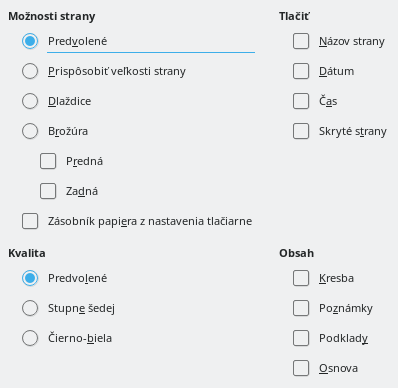 Možnosti strany
Predvolené
Prispôsobiť veľkosti strany
Dlaždice
Brožúra
Predná
Zadná
Zásobník papiera z nastavenia tlačiarne
Tlačiť
Názov strany
Dátum
Čas
Skryté strany
Kvalita
Predvolené
Stupne šedej
Čierno-biela
Obsah
Kresba
Poznámky
Podklady
Osnova